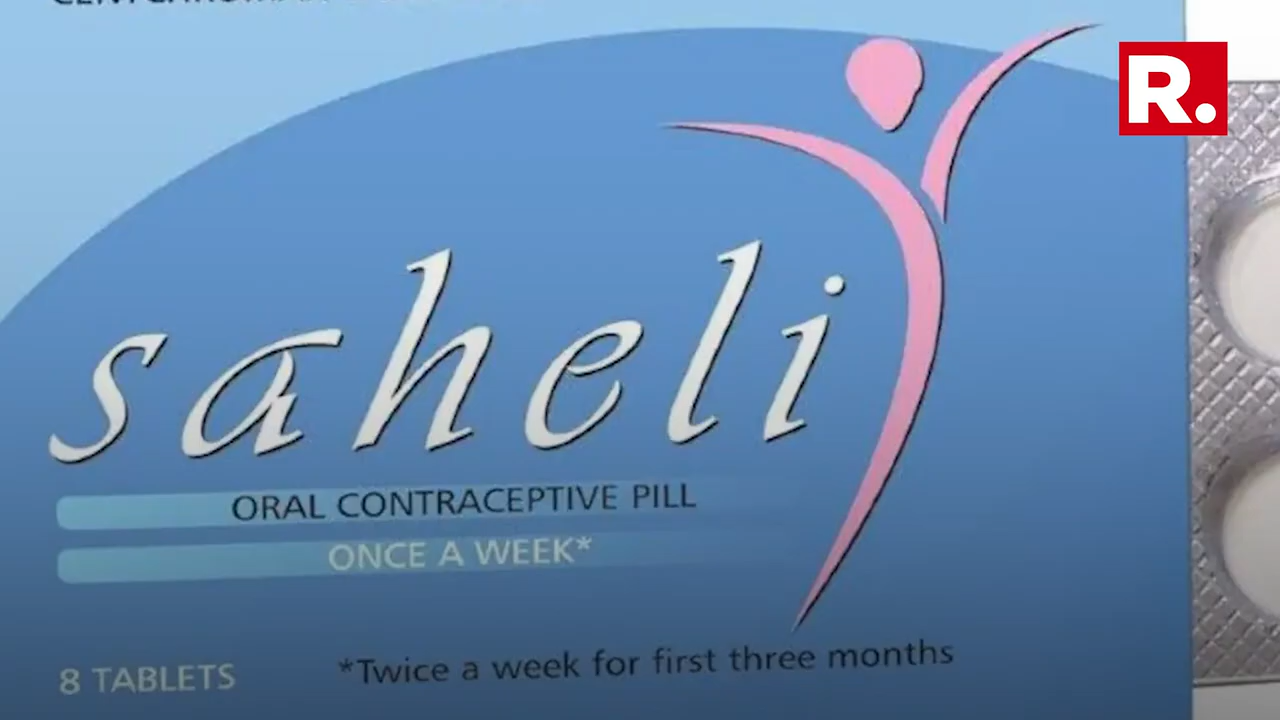 R.
saheli
ORAL CONTRACEPTIVE PILL
ONCE A WEEK*
8 TABLETS *Twice a week for first three months